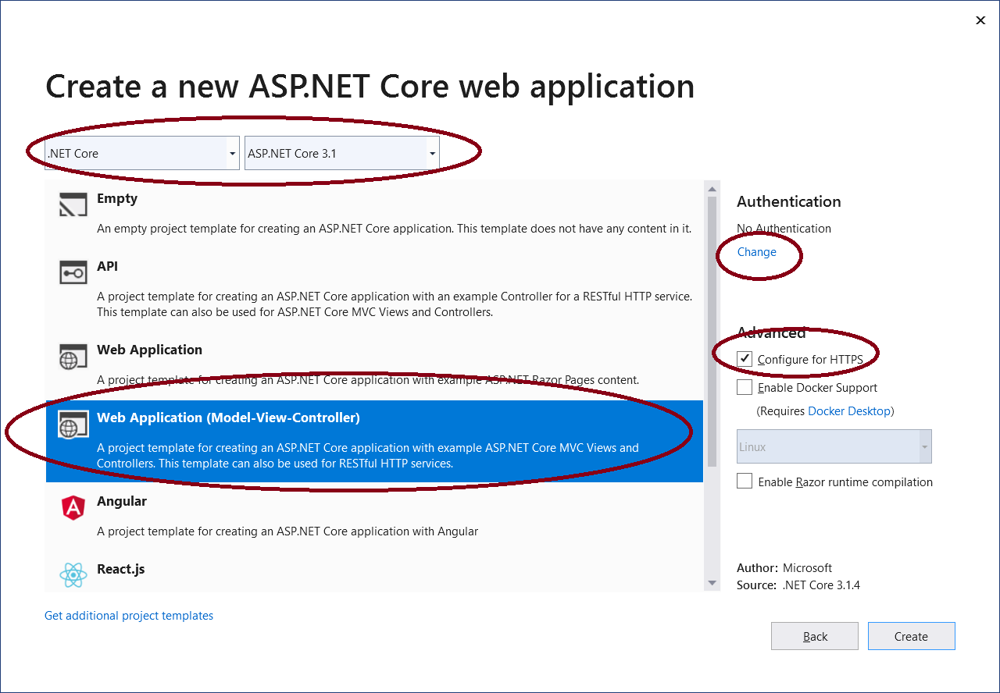 Create a new ASP.NET Core web application
.NET Core
ASP.NET Core 3.1
Empty
An empty project template for creating an ASP.NET Core application. This template does not have any content in it.
API
A project template for creating an ASP.NET Core application with an example Controller for a RESTful HTTP service.
This template can also be used for ASP.NET Core MVC Views and Controllers.
Web Application
A project template for creating an ASP.NET Core application with example ASP.NET Razor Pages content.
Web Application (Model-View-Controller)
A project template for creating an ASP.NET Core application with example ASP.NET Core MVC Views and
Controllers. This template can also be used for RESTful HTTP services.
Angular
A project template for creating an ASP.NET Core application with Angular
React.js
Get additional project templates
Authentication
No Authentication
Change
Advanced
Configure for HTTPS
Enable Docker Support
(Requires Docker Desktop)
Linux
Enable Razor runtime compilation
Author: Microsoft
Source: .NET Core 3.1.4
Back
Create